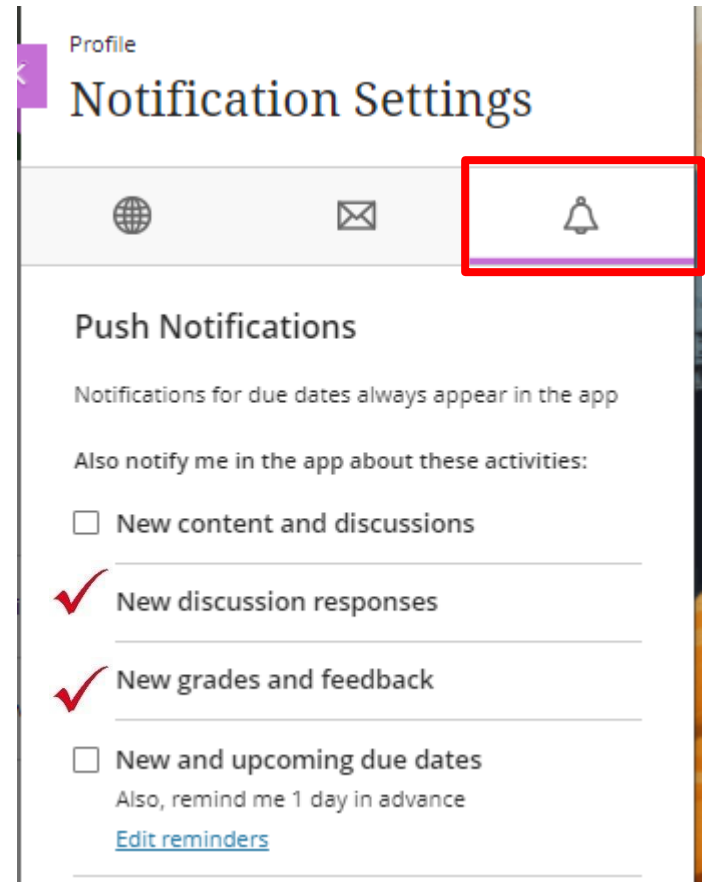 Profile
Notification Settings
Push Notifications
Notifications for due dates always appear in the app
Also notify me in the app about these activities:
New content and discussions
New discussion responses
New grades and feedback
New and upcoming due dates
Also, remind me 1 day in advance
Edit reminders